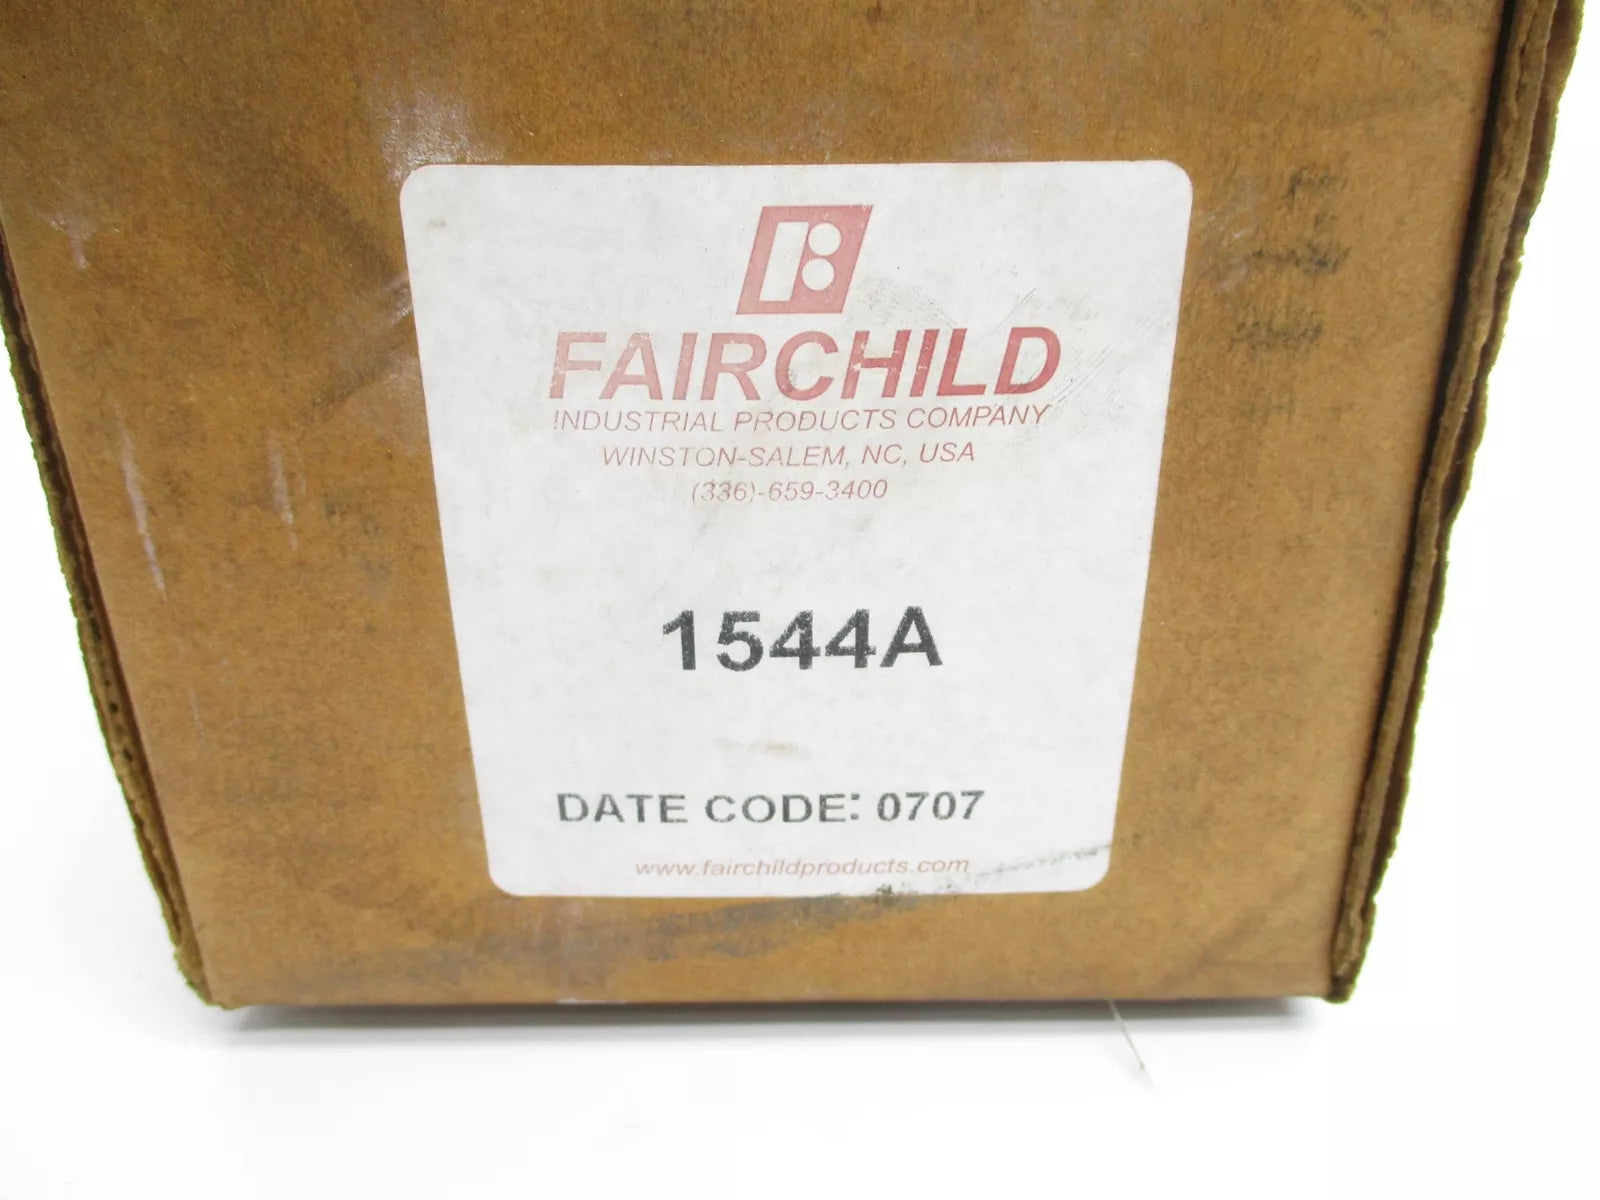 FAIRCHILD
INDUSTRIAL PRODUCTS COMPANY
WINSTON-SALEM, NC, USA
(336)-659-3400
1544A
DATE CODE: 0707
www.fairchildproducts.com